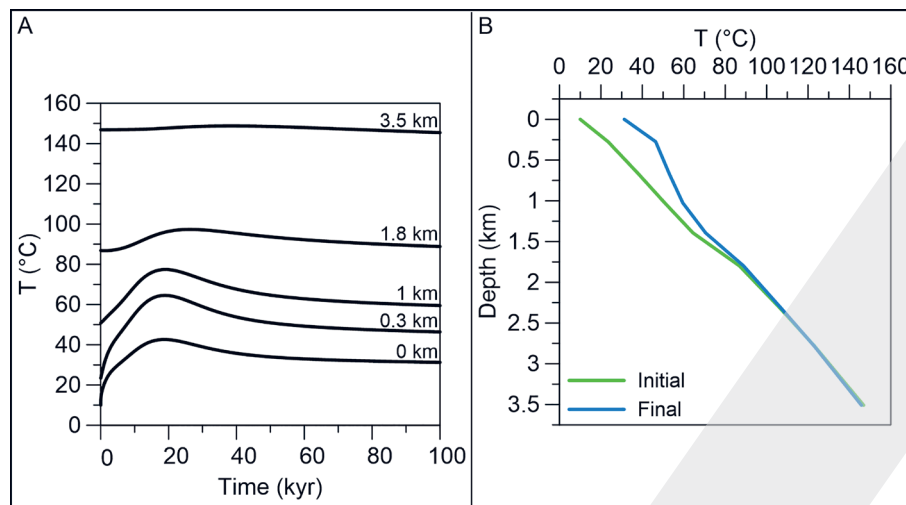 A
160
140
120
100
80
60
40
20
0
T (°C)
3.5 km
1.8 km
1 km
0.3 km
0 km
0 20 40 60 80 100
Time (kyr)
B
T (°C)
0 20 40 60 80 100 120 140 160
0
0.5
1
1.5
2
2.5
3
3.5
Depth (km)
Initial
Final